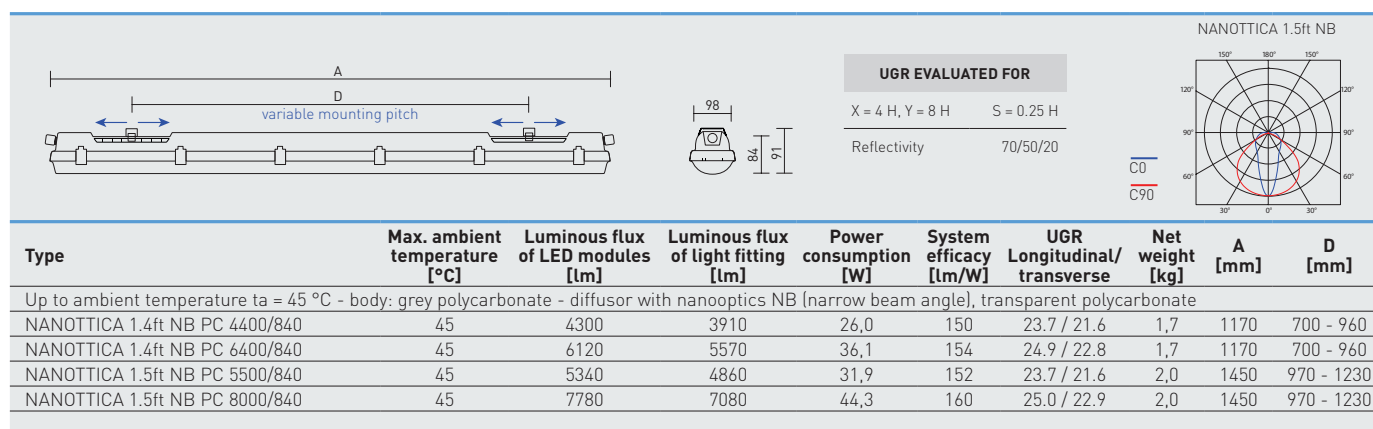 NANOTTICA 1.5ft NB
A
D
variable mounting pitch
98
84
91
UGR EVALUATED FOR
X = 4 H, Y = 8 H S = 0.25 H
Reflectivity 70/50/20
C0
C90
150° 180° 150°
120° 120°
90° 90°
60° 60°
30° 0° 30°
Type Max. ambient temperature [°C] Luminous flux of LED modules [lm] Luminous flux of light fitting [lm] Power consumption [W] System efficacy [lm/W] UGR Longitudinal/ transverse Net weight [kg] A [mm] D [mm]
Up to ambient temperature ta = 45 °C - body: grey polycarbonate - diffusor with nanooptics NB (narrow beam angle), transparent polycarbonate
NANOTTICA 1.4ft NB PC 4400/840 45 4300 3910 26,0 150 23.7 / 21.6 1,7 1170 700 - 960
NANOTTICA 1.4ft NB PC 6400/840 45 6120 5570 36,1 154 24.9 / 22.8 1,7 1170 700 - 960
NANOTTICA 1.5ft NB PC 5500/840 45 5340 4860 31,9 152 23.7 / 21.6 2,0 1450 970 - 1230
NANOTTICA 1.5ft NB PC 8000/840 45 7780 7080 44,3 160 25.0 / 22.9 2,0 1450 970 - 1230